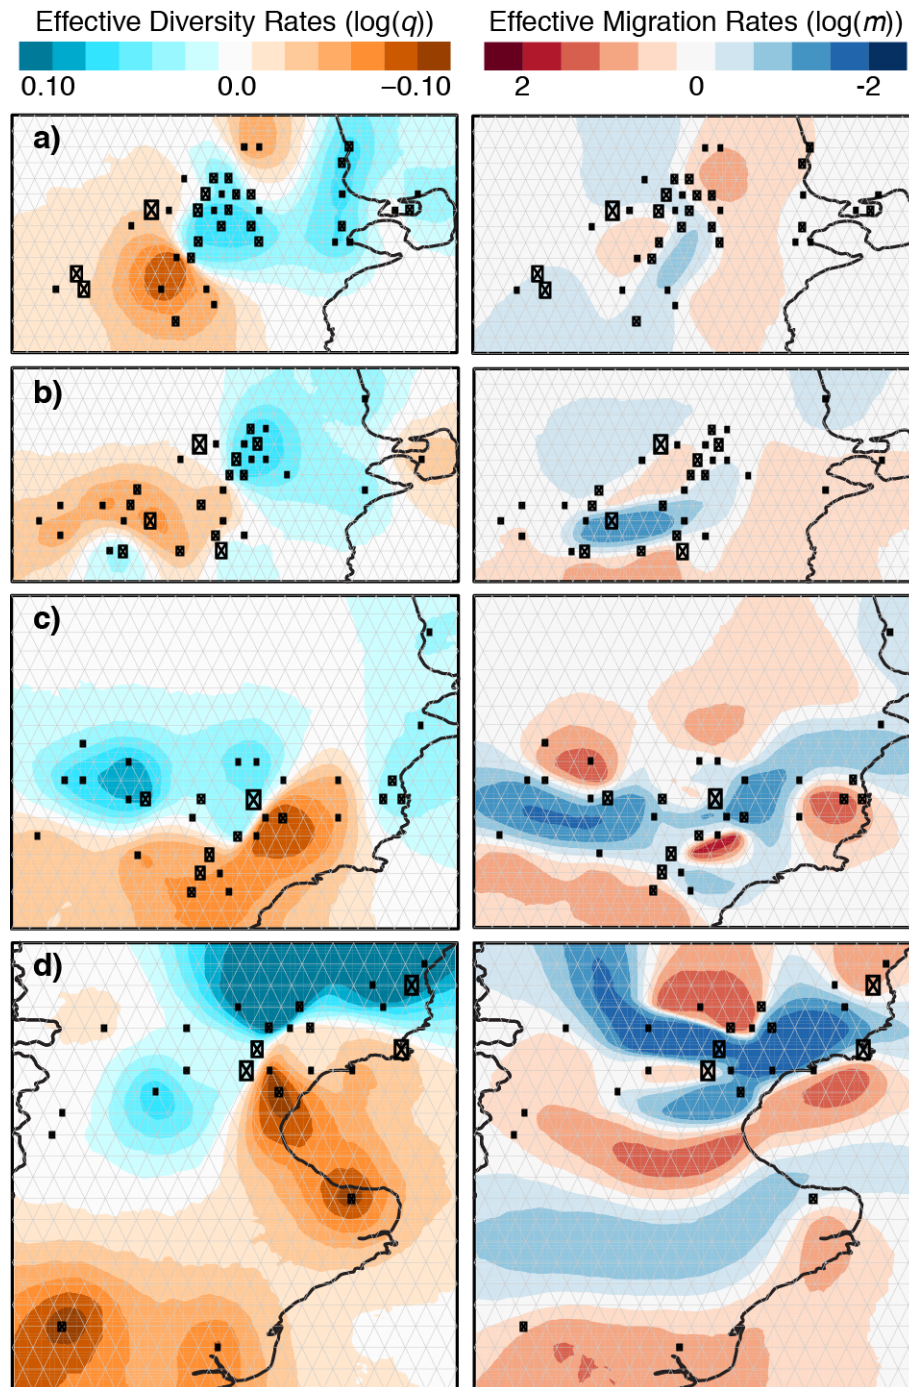 Effective Diversity Rates (log(q)) Effective Migration Rates (log(m))
0.10 0.0 –0.10 2 0 -2
a)
b)
c)
d)